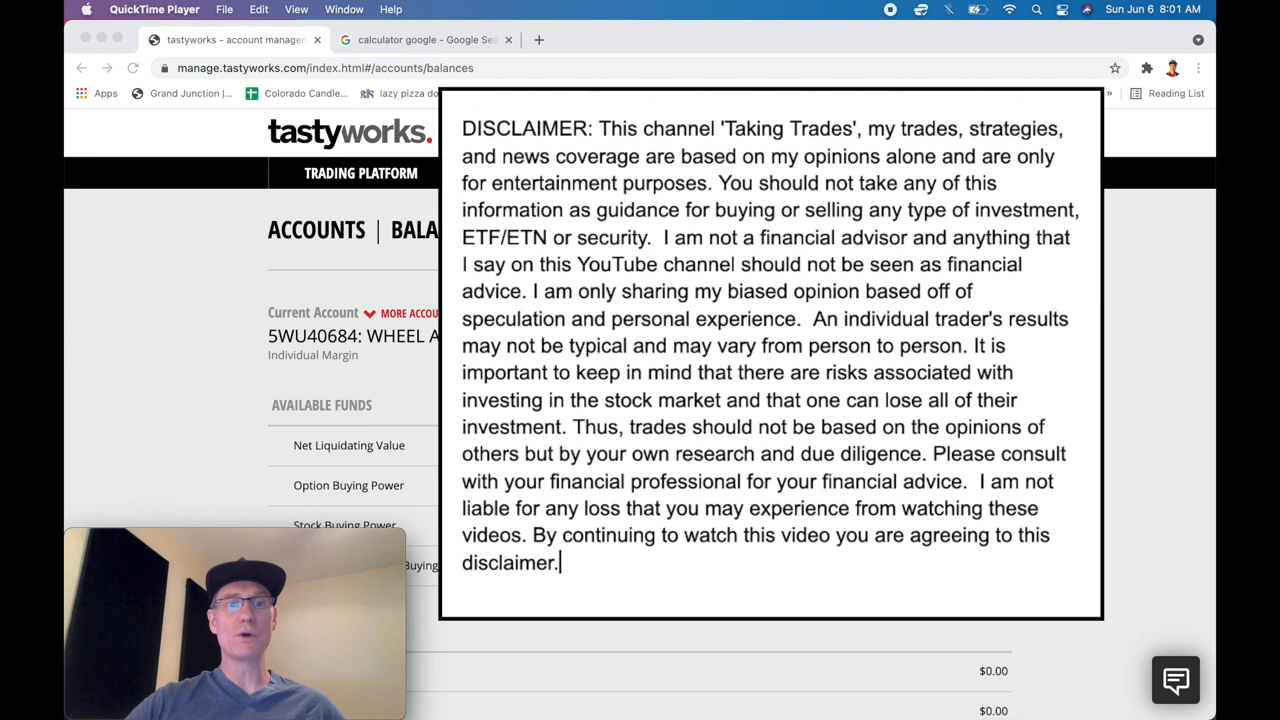 QuickTime Player File Edit View Window Help Sun Jun 6 8:01 AM
tastyworks - account manage
calculator google - Google Sea
manage.tastyworks.com/index.html#/accounts/balances
Apps Grand Junction |... Colorado Candle... lazy pizza do » Reading List
tastyworks.
TRADING PLATFORM
ACCOUNTS | BALA
Current Account MORE ACCOU
5WU40684: WHEEL A
Individual Margin
AVAILABLE FUNDS
Net Liquidating Value
Option Buying Power
Stock Buying Power
Buying
DISCLAIMER: This channel 'Taking Trades', my trades, strategies,
and news coverage are based on my opinions alone and are only
for entertainment purposes. You should not take any of this
information as guidance for buying or selling any type of investment,
ETF/ETN or security. I am not a financial advisor and anything that
I say on this YouTube channel should not be seen as financial
advice. I am only sharing my biased opinion based off of
speculation and personal experience. An individual trader's results
may not be typical and may vary from person to person. It is
important to keep in mind that there are risks associated with
investing in the stock market and that one can lose all of their
investment. Thus, trades should not be based on the opinions of
others but by your own research and due diligence. Please consult
with your financial professional for your financial advice. I am not
liable for any loss that you may experience from watching these
videos. By continuing to watch this video you are agreeing to this
disclaimer.
$0.00
$0.00